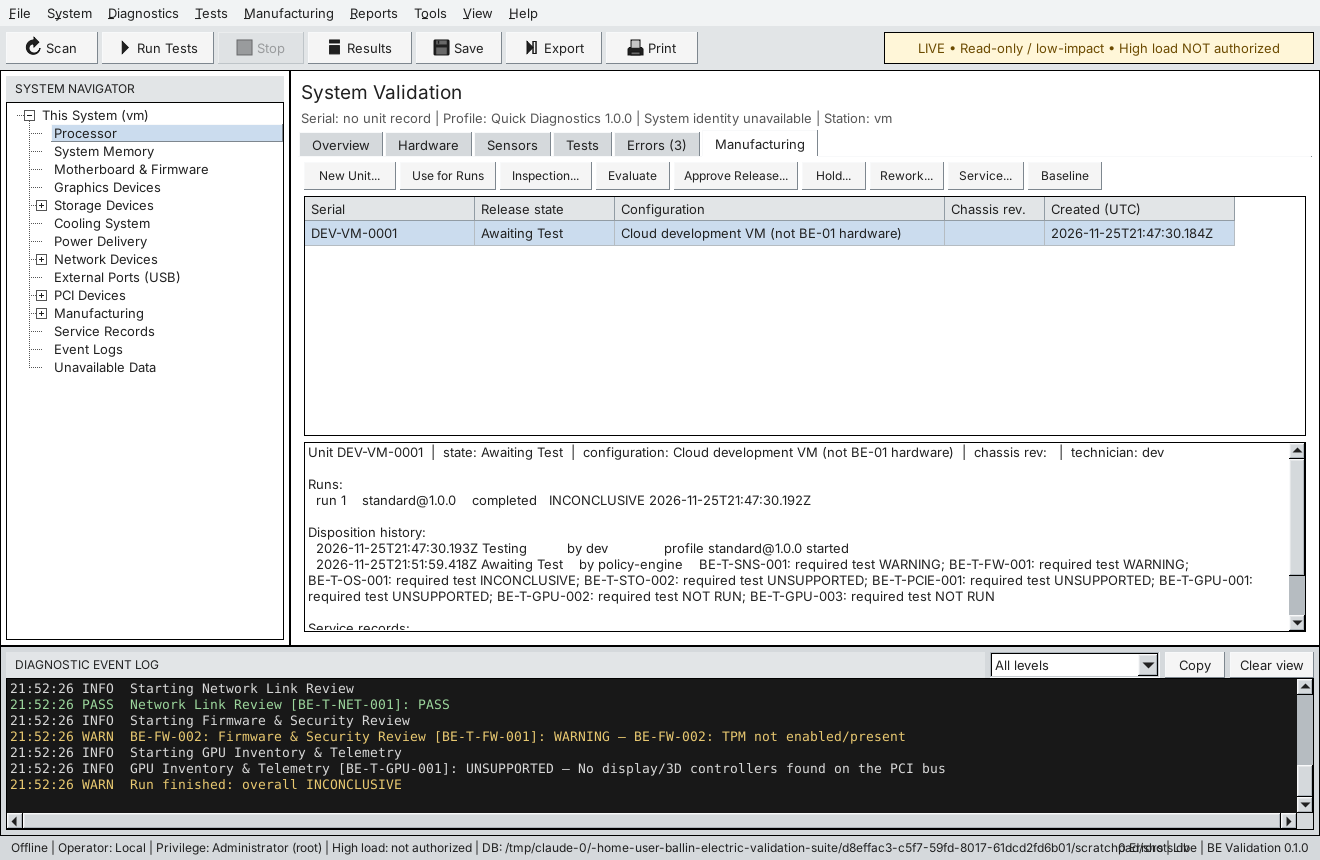 File System Diagnostics Tests Manufacturing Reports Tools View Help
Scan Run Tests Stop Results Save Export Print LIVE • Read-only / low-impact • High load NOT authorized
SYSTEM NAVIGATOR
This System (vm)
Processor
System Memory
Motherboard & Firmware
Graphics Devices
Storage Devices
Cooling System
Power Delivery
Network Devices
External Ports (USB)
PCI Devices
Manufacturing
Service Records
Event Logs
Unavailable Data
System Validation
Serial: no unit record | Profile: Quick Diagnostics 1.0.0 | System identity unavailable | Station: vm
Overview Hardware Sensors Tests Errors (3) Manufacturing
New Unit... Use for Runs Inspection... Evaluate Approve Release... Hold... Rework... Service... Baseline
Serial Release state Configuration Chassis rev. Created (UTC)
DEV-VM-0001 Awaiting Test Cloud development VM (not BE-01 hardware) 2026-11-25T21:47:30.184Z
Unit DEV-VM-0001 | state: Awaiting Test | configuration: Cloud development VM (not BE-01 hardware) | chassis rev: | technician: dev
Runs:
run 1 standard@1.0.0 completed INCONCLUSIVE 2026-11-25T21:47:30.192Z
Disposition history:
2026-11-25T21:47:30.193Z Testing by dev profile standard@1.0.0 started
2026-11-25T21:51:59.418Z Awaiting Test by policy-engine BE-T-SNS-001: required test WARNING; BE-T-FW-001: required test WARNING;
BE-T-OS-001: required test INCONCLUSIVE; BE-T-STO-002: required test UNSUPPORTED; BE-T-PCIE-001: required test UNSUPPORTED; BE-T-GPU-001:
required test UNSUPPORTED; BE-T-GPU-002: required test NOT RUN; BE-T-GPU-003: required test NOT RUN
Service records:
DIAGNOSTIC EVENT LOG All levels Copy Clear view
21:52:26 INFO Starting Network Link Review
21:52:26 PASS Network Link Review [BE-T-NET-001]: PASS
21:52:26 INFO Starting Firmware & Security Review
21:52:26 WARN BE-FW-002: Firmware & Security Review [BE-T-FW-001]: WARNING — BE-FW-002: TPM not enabled/present
21:52:26 INFO Starting GPU Inventory & Telemetry
21:52:26 INFO GPU Inventory & Telemetry [BE-T-GPU-001]: UNSUPPORTED — No display/3D controllers found on the PCI bus
21:52:26 WARN Run finished: overall INCONCLUSIVE
Offline | Operator: Local | Privilege: Administrator (root) | High load: not authorized | DB: /tmp/claude-0/-home-user-ballin-electric-validation-suite/d8effac3-c5f7-59fd-8017-61dcd2fd6b01/ | BE Validation 0.1.0